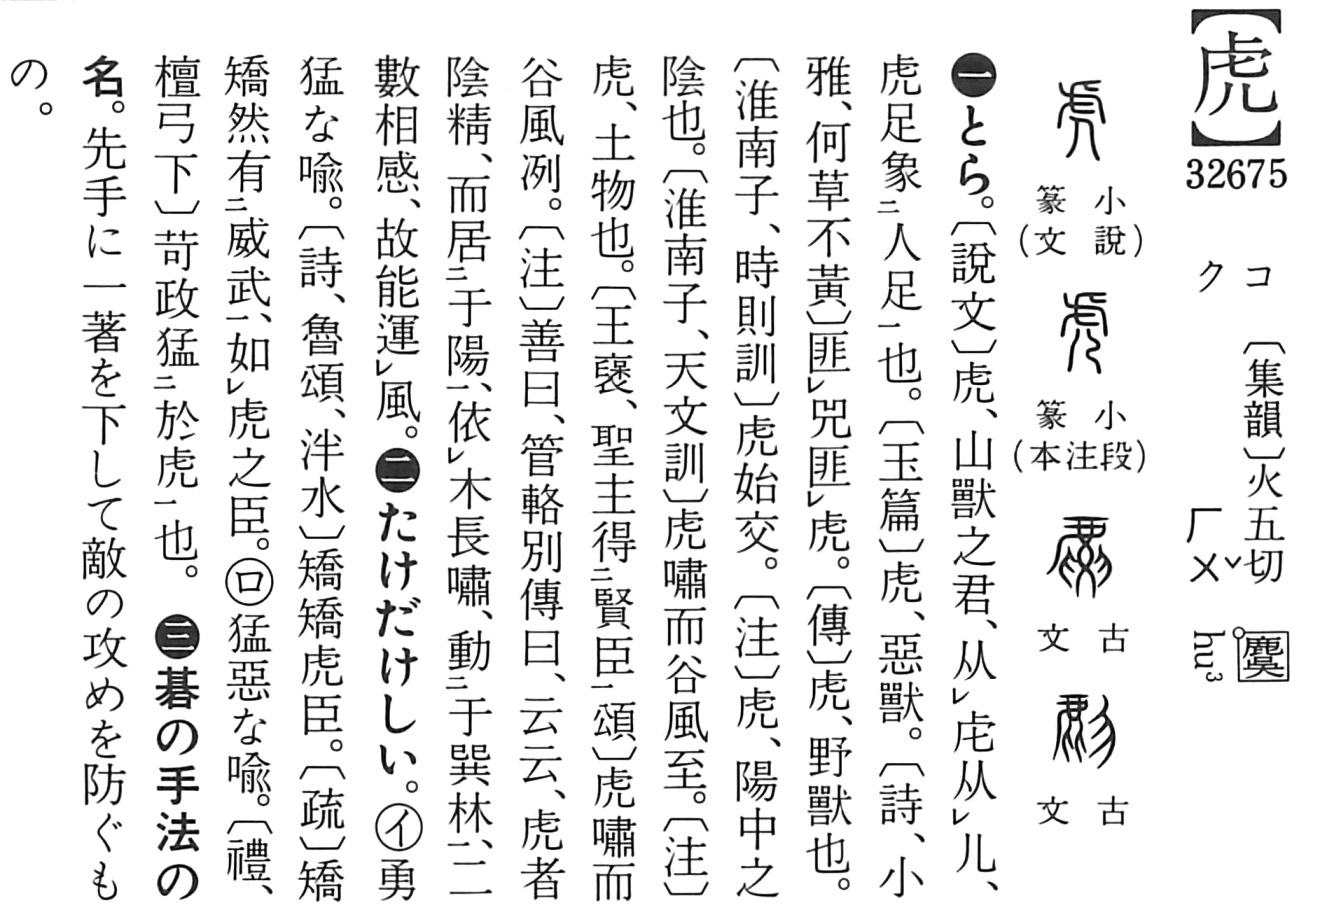 【虎】32675
コ
ク
〔集韻〕火五切 麌
ㄏㄨˇ hu³
小篆(說文)
小篆(段注本)
古文
古文
㊀とら。〔說文〕虎、山獸之君、从レ虍从レ儿、
虎足象二人足一也。〔玉篇〕虎、惡獸。〔詩、小
雅、何草不黃〕匪レ兕匪レ虎。〔傳〕虎、野獸也。
〔淮南子、時則訓〕虎始交。〔注〕虎、陽中之
陰也。〔淮南子、天文訓〕虎嘯而谷風至。〔注〕
虎、土物也。〔王襃、聖主得二賢臣一頌〕虎嘯而
谷風冽。〔注〕善曰、管輅別傳曰、云云、虎者
陰精、而居二于陽一、依レ木長嘯、動二于巽林一、二
數相感、故能運レ風。㊁たけだけしい。㋑勇
猛な喩。〔詩、魯頌、泮水〕矯矯虎臣。〔疏〕矯
矯然有二威武一、如レ虎之臣。㋺猛惡な喩。〔禮、
檀弓下〕苛政猛二於虎一也。㊂碁の手法の
名。先手に一著を下して敵の攻めを防ぐも
の。